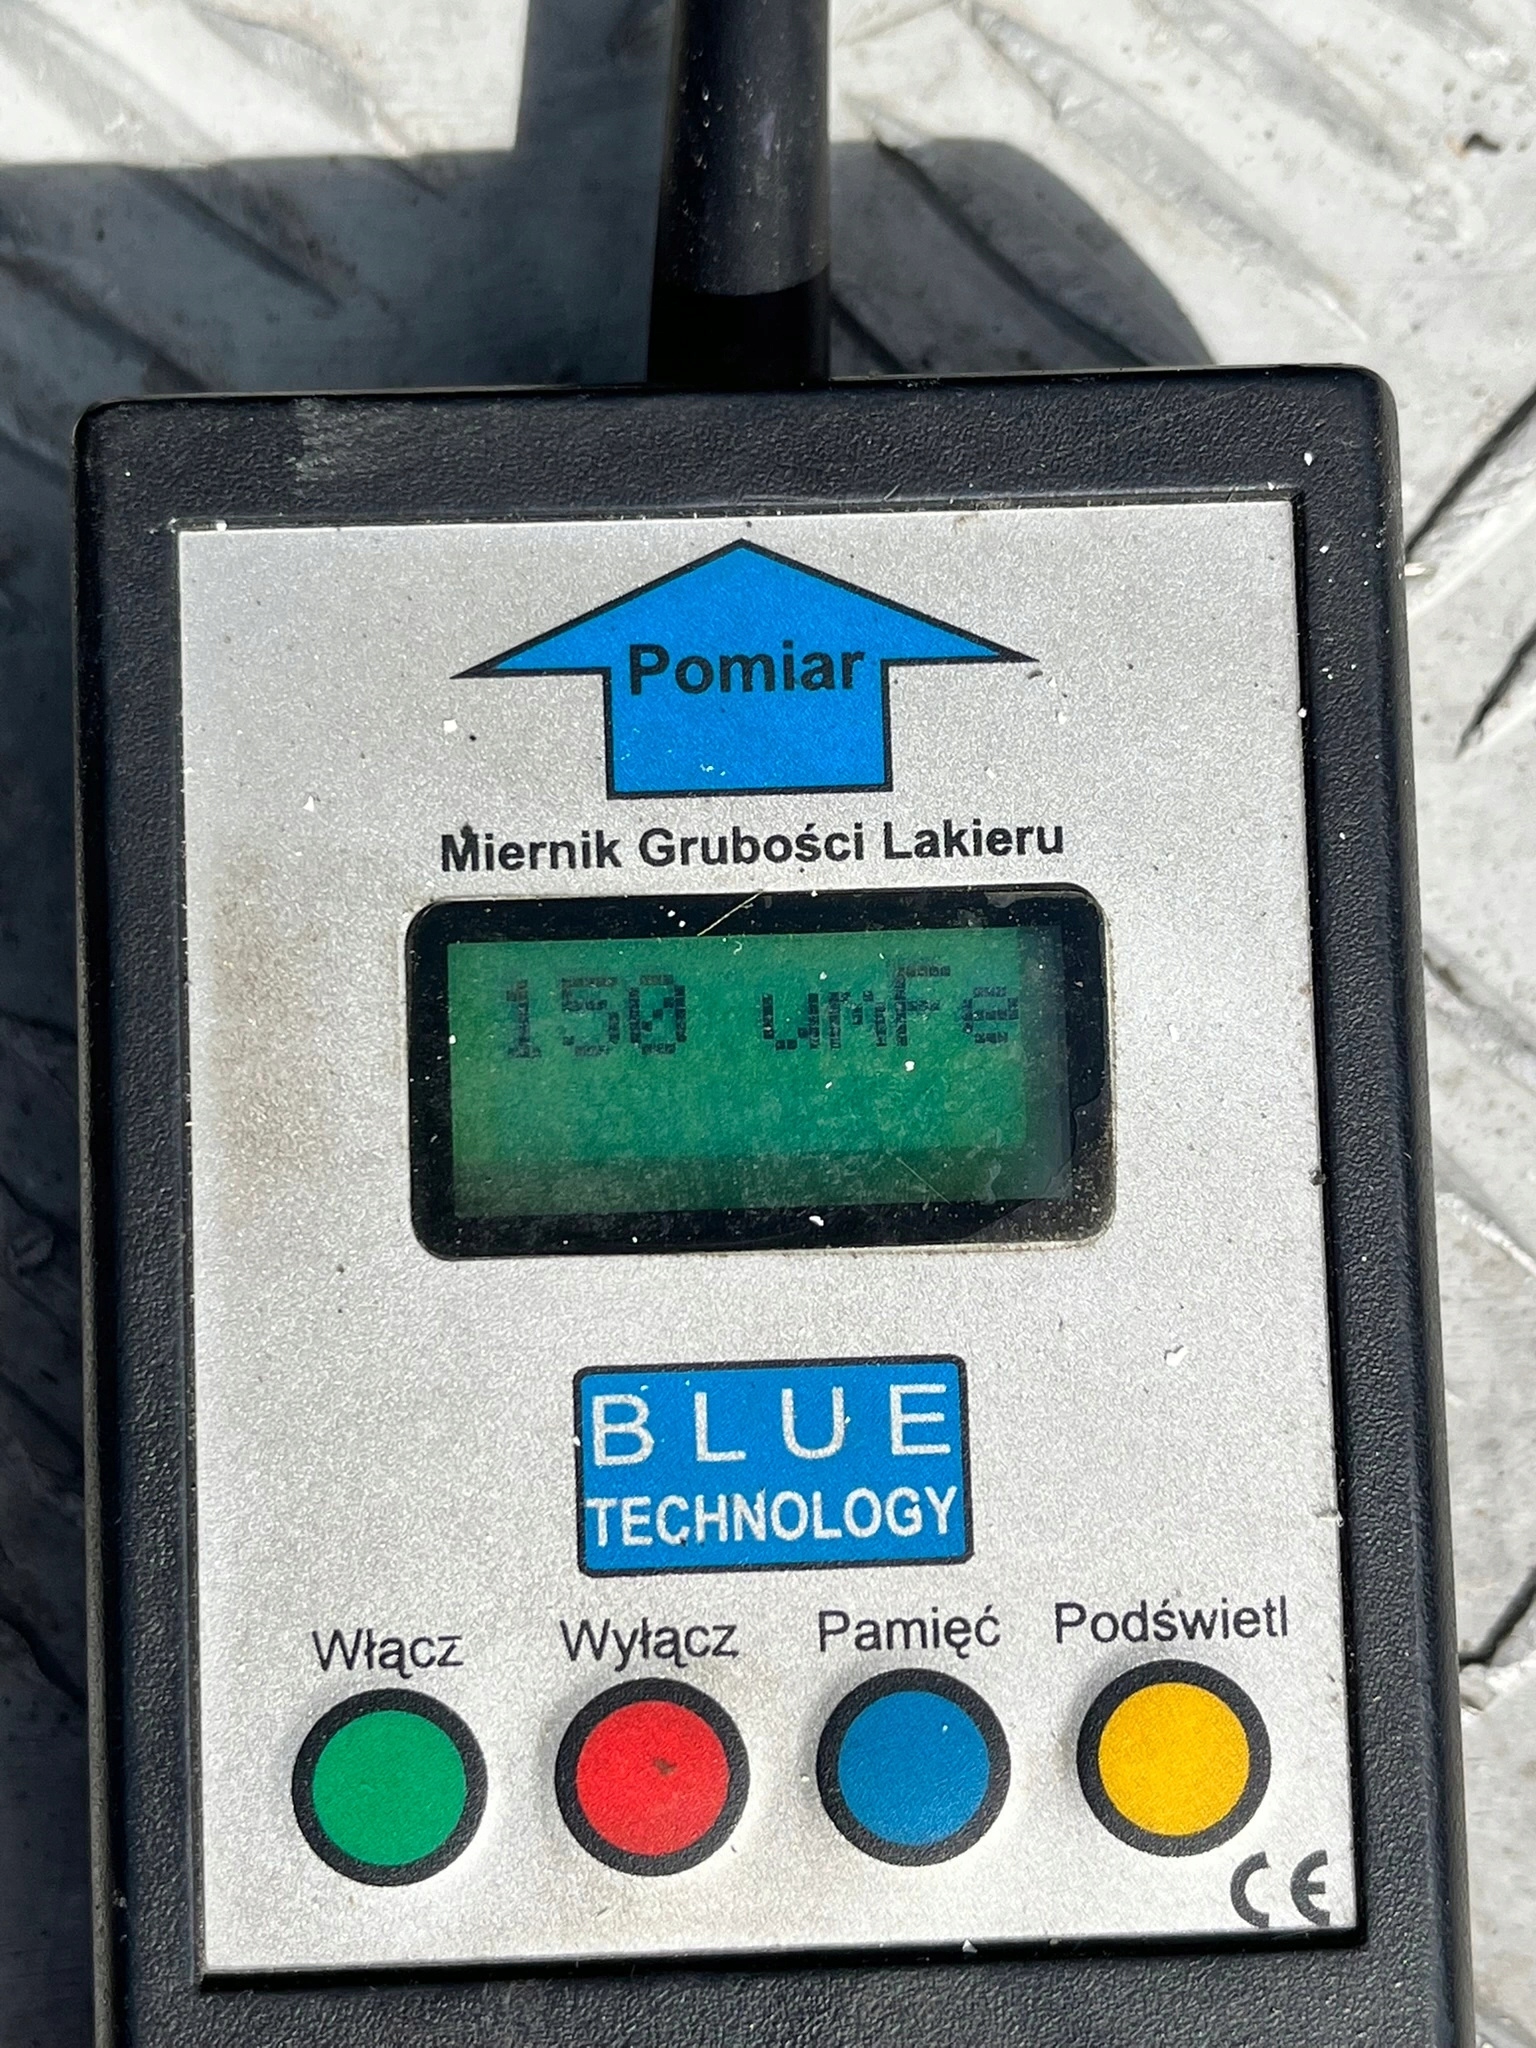 Pomiar
Miernik Grubości Lakieru
150 umFe
BLUE
TECHNOLOGY
Włącz Wyłącz Pamięć Podświetl
CE